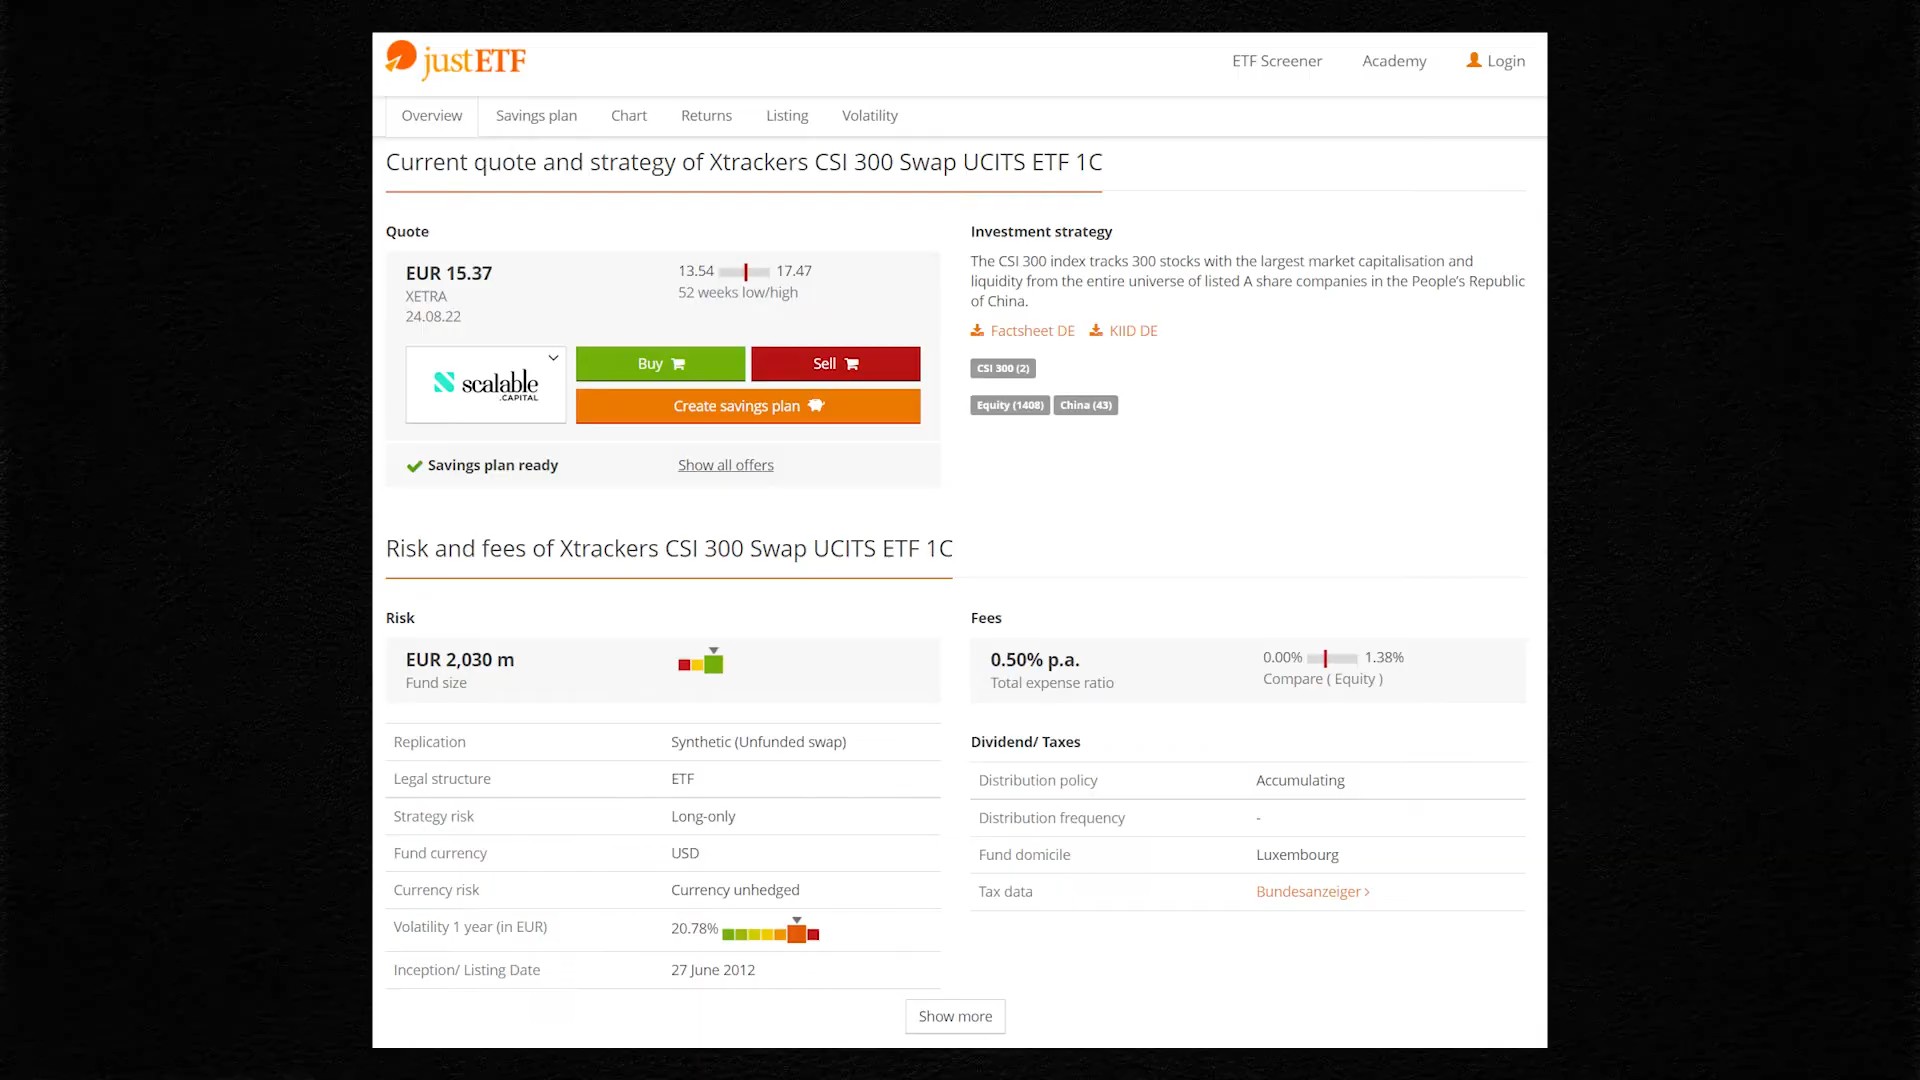 justETF
ETF Screener
Academy
Login
Overview
Savings plan
Chart
Returns
Listing
Volatility
Current quote and strategy of Xtrackers CSI 300 Swap UCITS ETF 1C
Quote
EUR 15.37
XETRA
24.08.22
13.54 17.47
52 weeks low/high
scalable
.CAPITAL
Buy
Sell
Create savings plan
Savings plan ready
Show all offers
Investment strategy
The CSI 300 index tracks 300 stocks with the largest market capitalisation and
liquidity from the entire universe of listed A share companies in the People's Republic
of China.
Factsheet DE
KIID DE
CSI 300 (2)
Equity (1408)
China (43)
Risk and fees of Xtrackers CSI 300 Swap UCITS ETF 1C
Risk
EUR 2,030 m
Fund size
Replication Synthetic (Unfunded swap)
Legal structure ETF
Strategy risk Long-only
Fund currency USD
Currency risk Currency unhedged
Volatility 1 year (in EUR) 20.78%
Inception/ Listing Date 27 June 2012
Fees
0.50% p.a.
Total expense ratio
0.00% 1.38%
Compare ( Equity )
Dividend/ Taxes
Distribution policy Accumulating
Distribution frequency -
Fund domicile Luxembourg
Tax data Bundesanzeiger ›
Show more